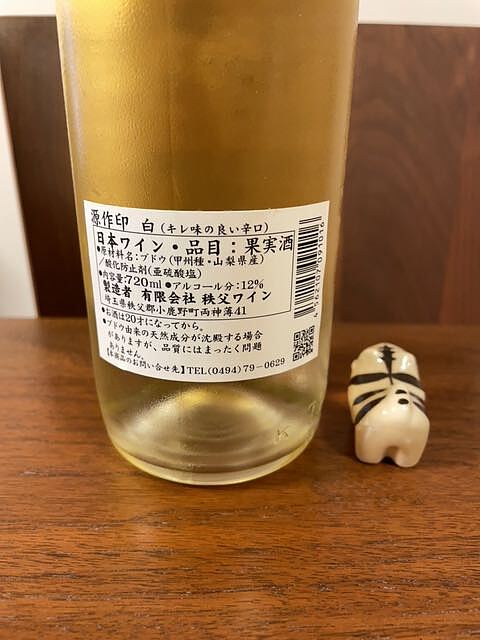 源作印 白 (キレ味の良い辛口)
日本ワイン・品目：果実酒
●原材料名：ブドウ(甲州種・山梨県産)
/酸化防止剤(亜硫酸塩)
●内容量：720ml ●アルコール分：12%
製造者 有限会社 秩父ワイン
埼玉県秩父郡小鹿野町両神薄41
●お酒は20才になってから。
●ブドウ由来の天然成分が沈殿する場合
がありますが、品質にはまったく問題
ありません。
【本商品のお問い合せ先】TEL(0494)79-0629